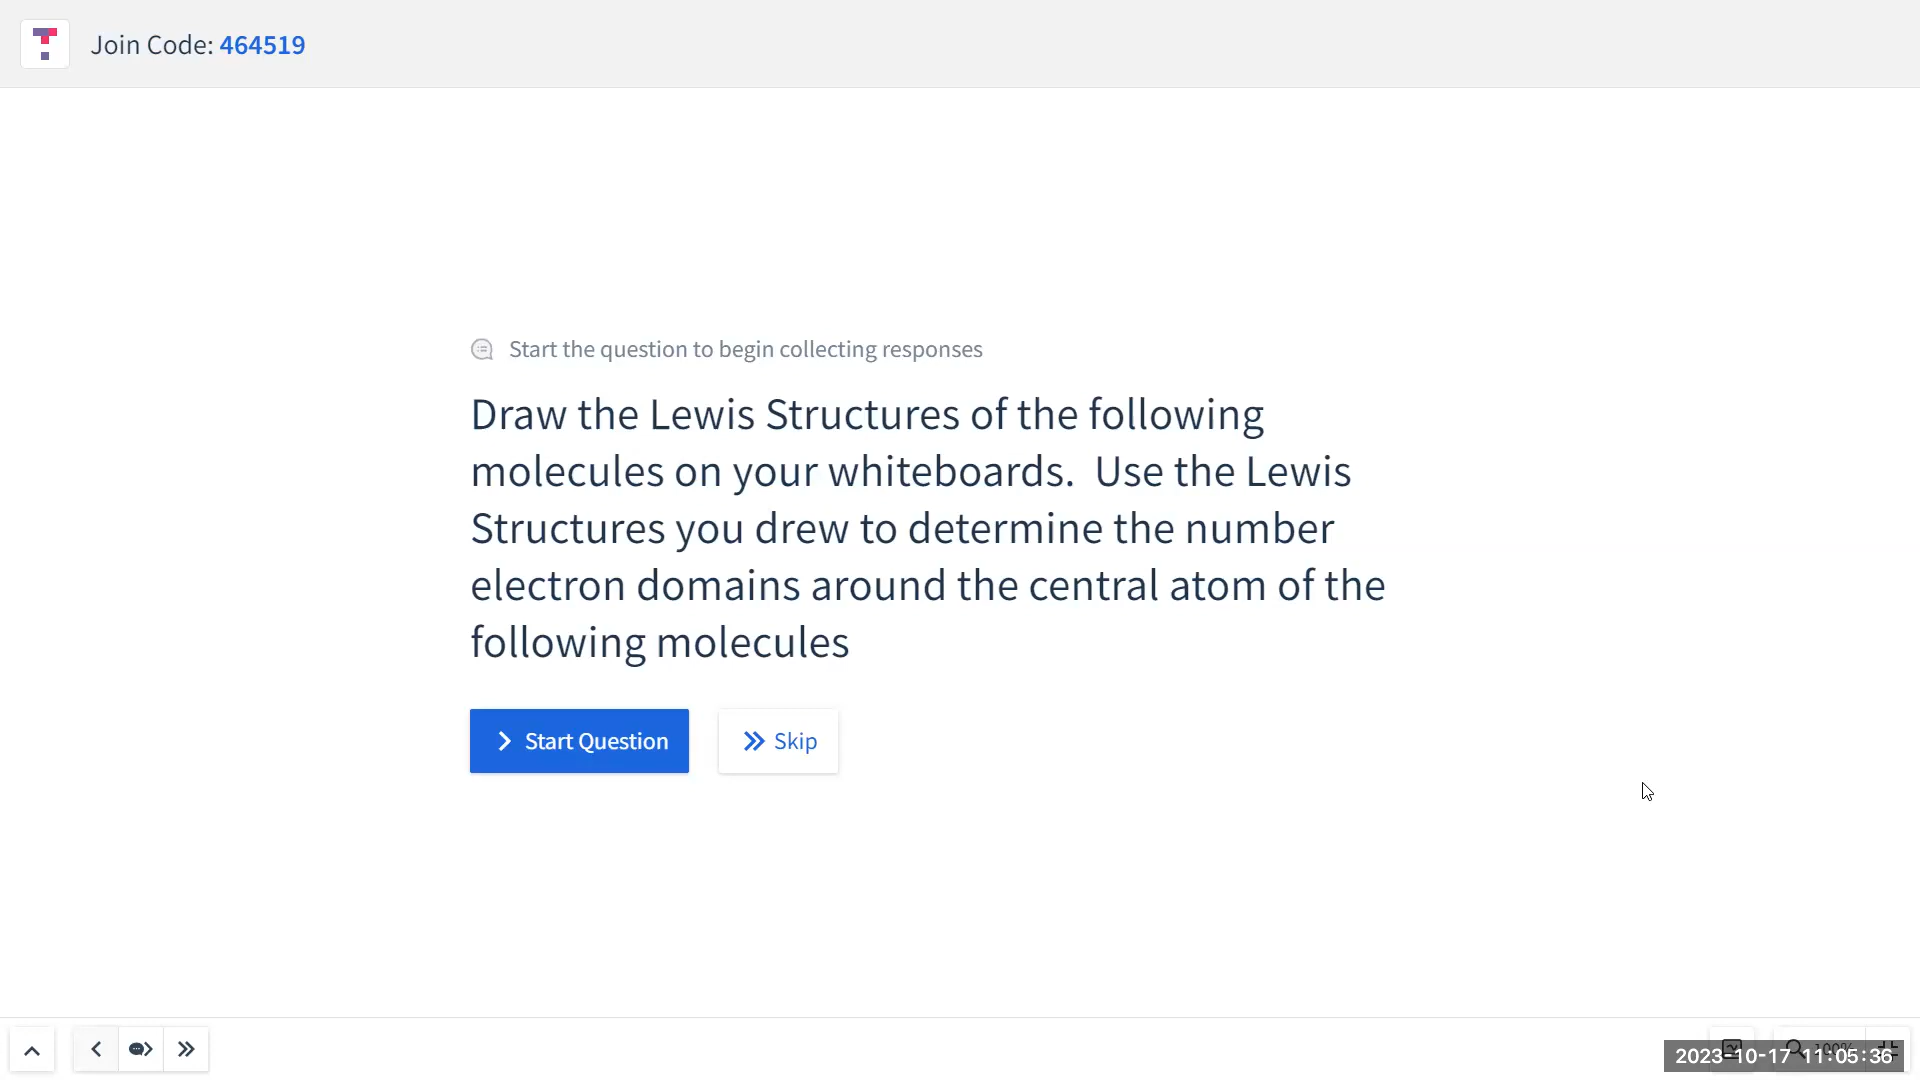 Join Code: 464519
Start the question to begin collecting responses
Draw the Lewis Structures of the following
molecules on your whiteboards.  Use the Lewis
Structures you drew to determine the number
electron domains around the central atom of the
following molecules
Start Question
Skip
100%
2023-10-17 11:05:36